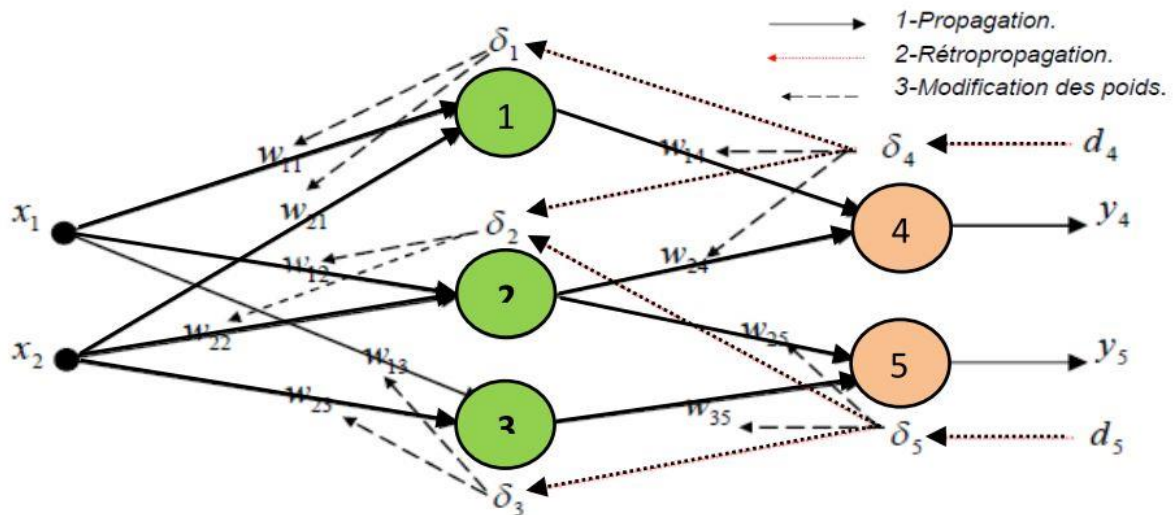 1-Propagation.
2-Rétropropagation.
3-Modification des poids.
δ₁
1
w₁₁
w₁₄
δ₄
d₄
x₁
w₂₁
δ₂
4
y₄
w₁₂
w₂₄
2
w₂₂
w₂₅
x₂
w₁₃
5
y₅
w₂₃
3
w₃₅
δ₅
d₅
δ₃